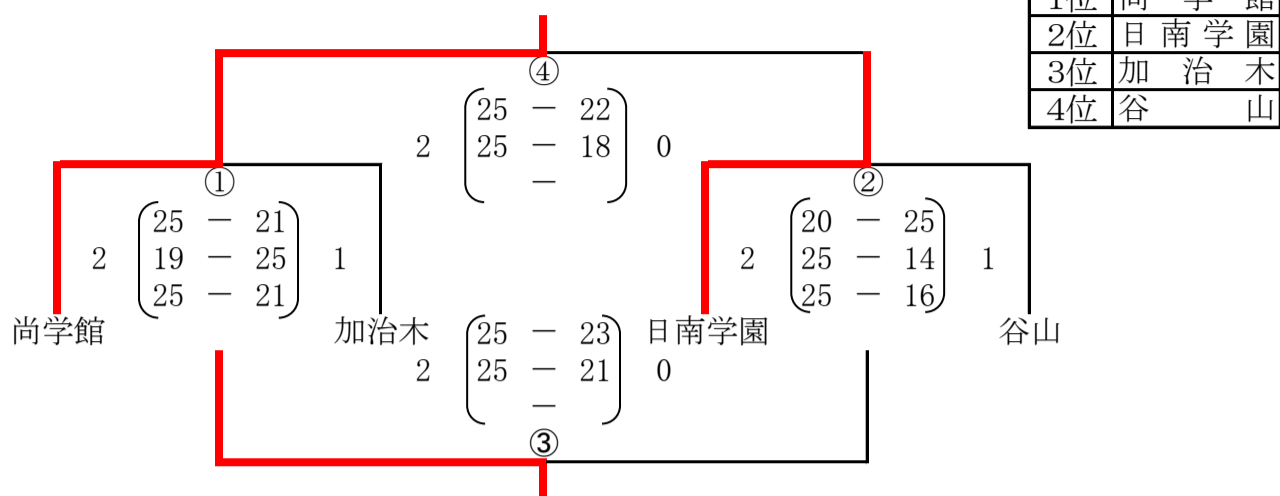 1位 尚学館
2位 日南学園
3位 加治木
4位 谷山
④
25 － 22
2 25 － 18 0
－
①
25 － 21
2 19 － 25 1
25 － 21
②
20 － 25
2 25 － 14 1
25 － 16
尚学館 加治木 日南学園 谷山
25 － 23
2 25 － 21 0
－
③